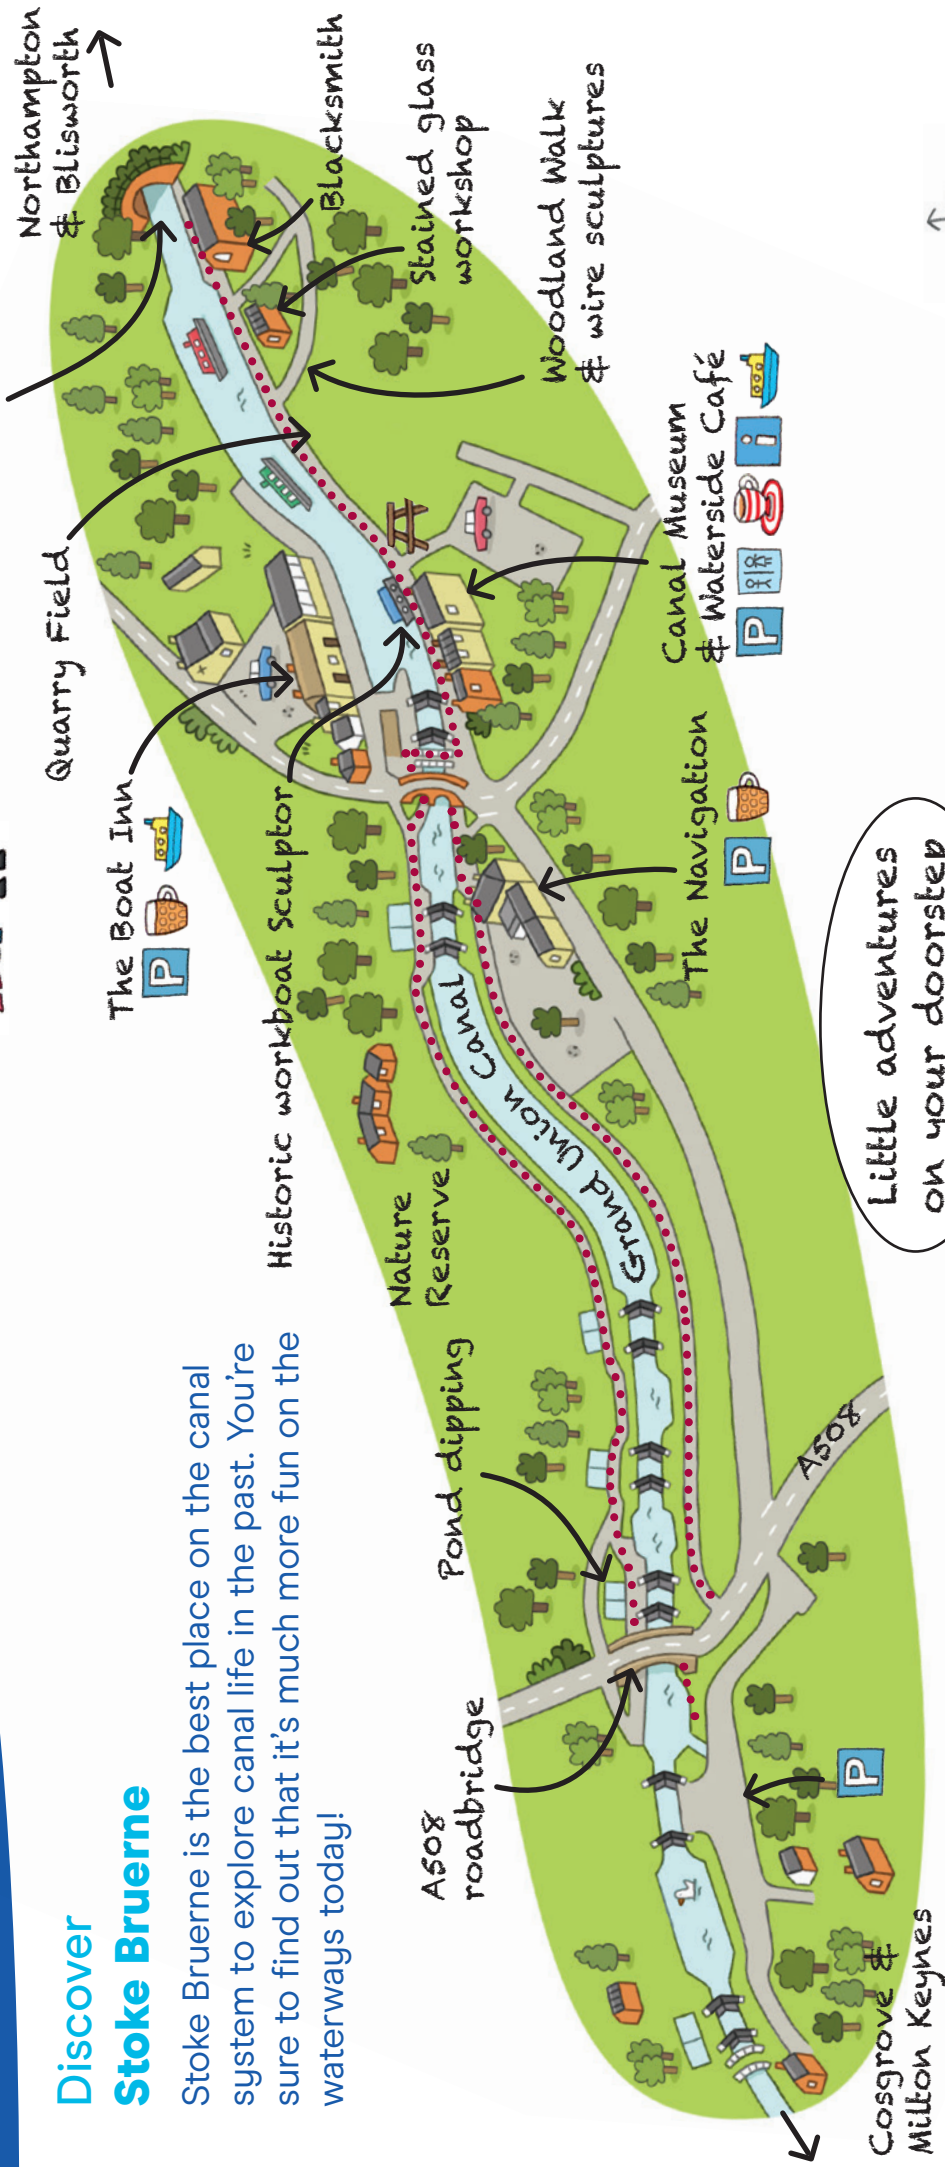 Discover
Stoke Bruerne
Stoke Bruerne is the best place on the canal
system to explore canal life in the past. You're
sure to find out that it's much more fun on the
waterways today!
Northampton
& Blisworth
Blacksmith
Stained glass
workshop
Woodland Walk
& wire sculptures
Quarry Field
The Boat Inn
P
Historic workboat Sculptor
Canal Museum
& Waterside Café
P
i
The Navigation
P
Nature
Reserve
Grand Union Canal
Pond dipping
A508
A508
roadbridge
P
Cosgrove &
Milton Keynes
Little adventures
on your doorstep